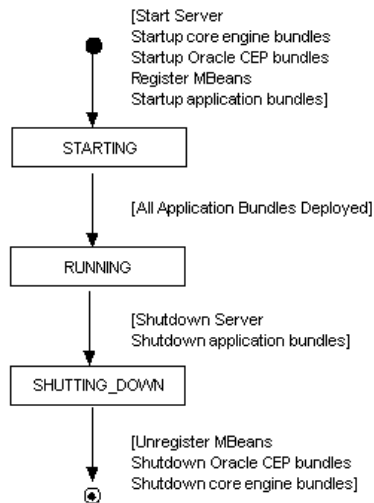 [Start Server
Startup core engine bundles
Startup Oracle CEP bundles
Register MBeans
Startup application bundles]
STARTING
[All Application Bundles Deployed]
RUNNING
[Shutdown Server
Shutdown application bundles]
SHUTTING_DOWN
[Unregister MBeans
Shutdown Oracle CEP bundles
Shutdown core engine bundles]